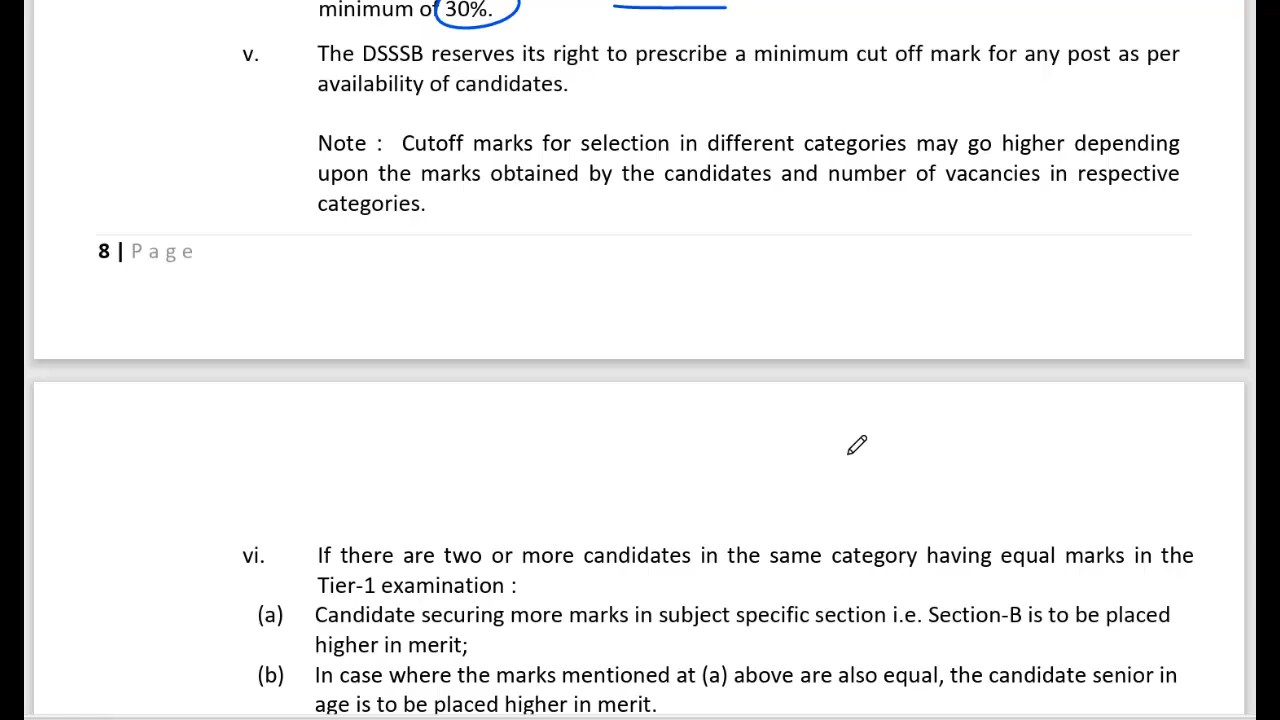 minimum of 30%.
v. The DSSSB reserves its right to prescribe a minimum cut off mark for any post as per
availability of candidates.
Note : Cutoff marks for selection in different categories may go higher depending
upon the marks obtained by the candidates and number of vacancies in respective
categories.
8 | Page
vi. If there are two or more candidates in the same category having equal marks in the
Tier-1 examination :
(a) Candidate securing more marks in subject specific section i.e. Section-B is to be placed
higher in merit;
(b) In case where the marks mentioned at (a) above are also equal, the candidate senior in
age is to be placed higher in merit.